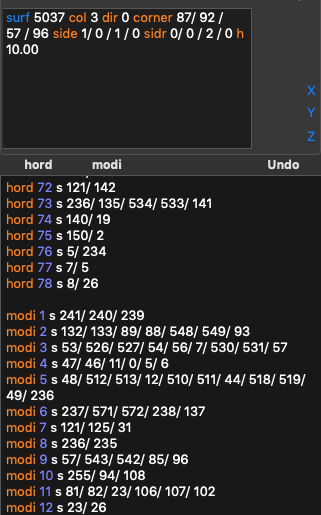 surf 5037 col 3 dir 0 corner 87/ 92 /
57 / 96 side 1/ 0 / 1 / 0 sidr 0/ 0 / 2 / 0 h
10.00
X
Y
Z
hord modi Undo
hord 72 s 121/ 142
hord 73 s 236/ 135/ 534/ 533/ 141
hord 74 s 140/ 19
hord 75 s 150/ 2
hord 76 s 5/ 234
hord 77 s 7/ 5
hord 78 s 8/ 26
modi 1 s 241/ 240/ 239
modi 2 s 132/ 133/ 89/ 88/ 548/ 549/ 93
modi 3 s 53/ 526/ 527/ 54/ 56/ 7/ 530/ 531/ 57
modi 4 s 47/ 46/ 11/ 0/ 5/ 6
modi 5 s 48/ 512/ 513/ 12/ 510/ 511/ 44/ 518/ 519/
49/ 236
modi 6 s 237/ 571/ 572/ 238/ 137
modi 7 s 121/ 125/ 31
modi 8 s 236/ 235
modi 9 s 57/ 543/ 542/ 85/ 96
modi 10 s 255/ 94/ 108
modi 11 s 81/ 82/ 23/ 106/ 107/ 102
modi 12 s 23/ 26